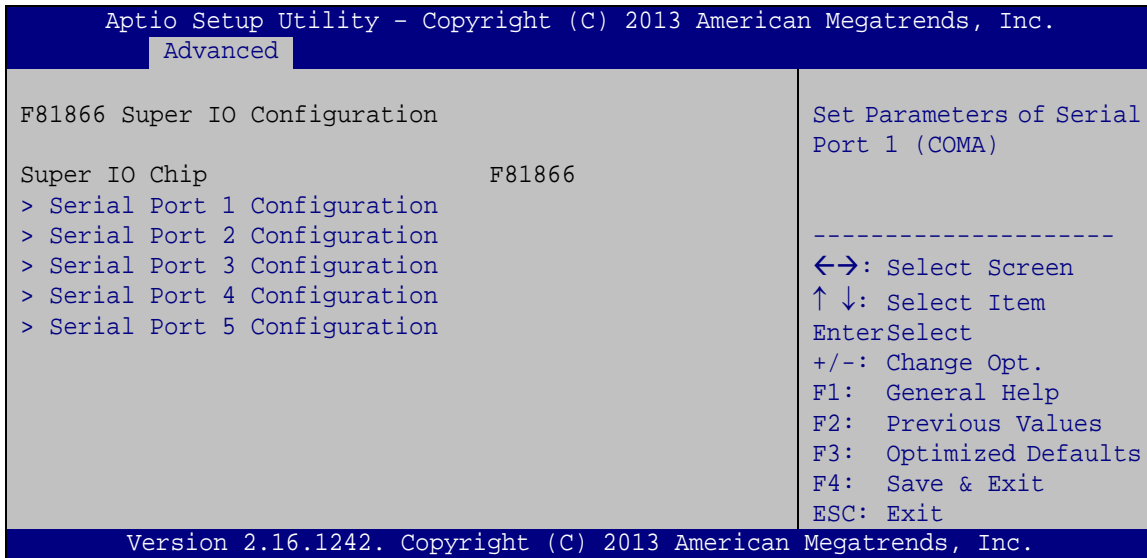 Aptio Setup Utility – Copyright (C) 2013 American Megatrends, Inc.
Advanced
F81866 Super IO Configuration
Super IO Chip F81866
> Serial Port 1 Configuration
> Serial Port 2 Configuration
> Serial Port 3 Configuration
> Serial Port 4 Configuration
> Serial Port 5 Configuration
Set Parameters of Serial
Port 1 (COMA)
---------------------
←→: Select Screen
↑ ↓: Select Item
EnterSelect
+/-: Change Opt.
F1: General Help
F2: Previous Values
F3: Optimized Defaults
F4: Save & Exit
ESC: Exit
Version 2.16.1242. Copyright (C) 2013 American Megatrends, Inc.